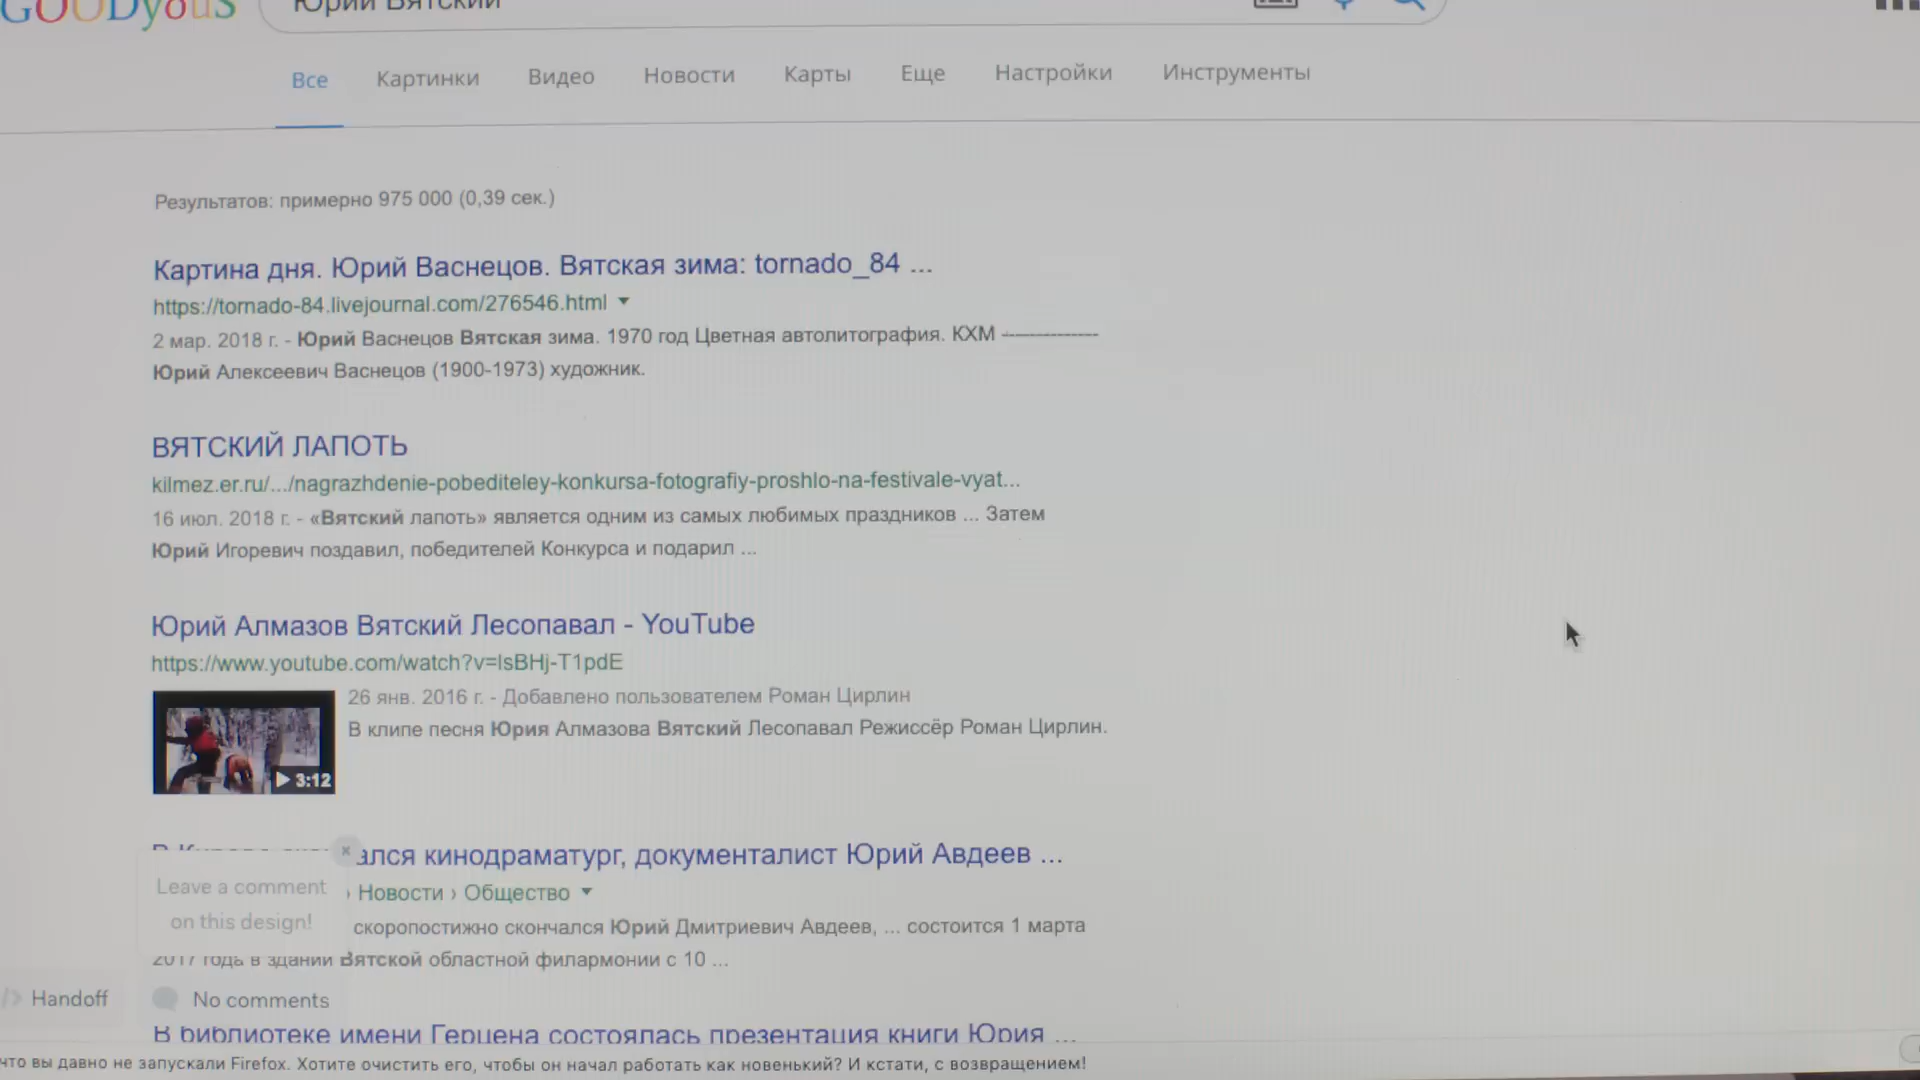 GOODyouS
Юрий Вятский
Все Картинки Видео Новости Карты Еще Настройки Инструменты
Результатов: примерно 975 000 (0,39 сек.)
Картина дня. Юрий Васнецов. Вятская зима: tornado_84 ...
https://tornado-84.livejournal.com/276546.html
2 мар. 2018 г. - Юрий Васнецов Вятская зима. 1970 год Цветная автолитография. КХМ ---------------
Юрий Алексеевич Васнецов (1900-1973) художник.
ВЯТСКИЙ ЛАПОТЬ
kilmez.er.ru/.../nagrazhdenie-pobediteley-konkursa-fotografiy-proshlo-na-festivale-vyat...
16 июл. 2018 г. - «Вятский лапоть» является одним из самых любимых праздников ... Затем
Юрий Игоревич поздавил, победителей Конкурса и подарил ...
Юрий Алмазов Вятский Лесоповал - YouTube
https://www.youtube.com/watch?v=lsBHj-T1pdE
26 янв. 2016 г. - Добавлено пользователем Роман Цирлин
В клипе песня Юрия Алмазова Вятский Лесопавал Режиссёр Роман Цирлин.
3:12
ался кинодраматург, документалист Юрий Авдеев ...
› Новости › Общество
скоропостижно скончался Юрий Дмитриевич Авдеев, ... состоится 1 марта
2017 годь в здании Вятской областной филармонии с 10 ...
Leave a comment
on this design!
Handoff
No comments
В библиотеке имени Герцена состоялась презентация книги Юрия ...
что вы давно не запускали Firefox. Хотите очистить его, чтобы он начал работать как новенький? И кстати, с возвращением!